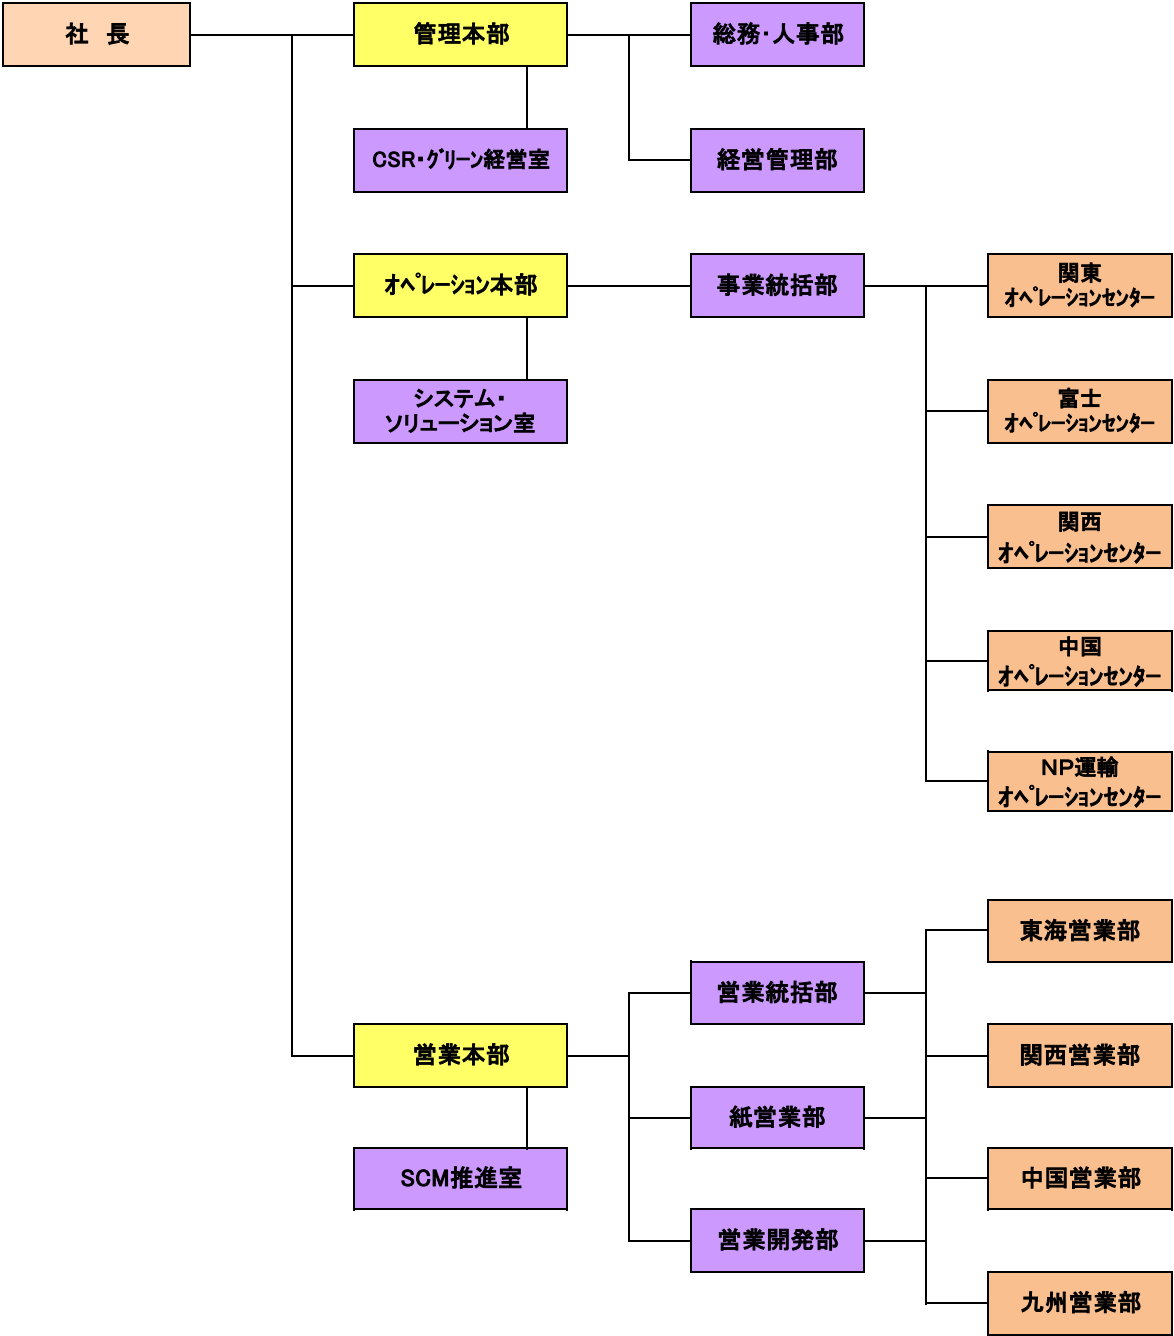 社　長
管理本部
総務・人事部
CSR・ｸﾞﾘｰﾝ経営室
経営管理部
ｵﾍﾟﾚｰｼｮﾝ本部
事業統括部
関東
ｵﾍﾟﾚｰｼｮﾝｾﾝﾀｰ
システム・
ソリューション室
富士
ｵﾍﾟﾚｰｼｮﾝｾﾝﾀｰ
関西
ｵﾍﾟﾚｰｼｮﾝｾﾝﾀｰ
中国
ｵﾍﾟﾚｰｼｮﾝｾﾝﾀｰ
ＮＰ運輸
ｵﾍﾟﾚｰｼｮﾝｾﾝﾀｰ
東海営業部
営業統括部
営業本部
関西営業部
紙営業部
SCM推進室
中国営業部
営業開発部
九州営業部